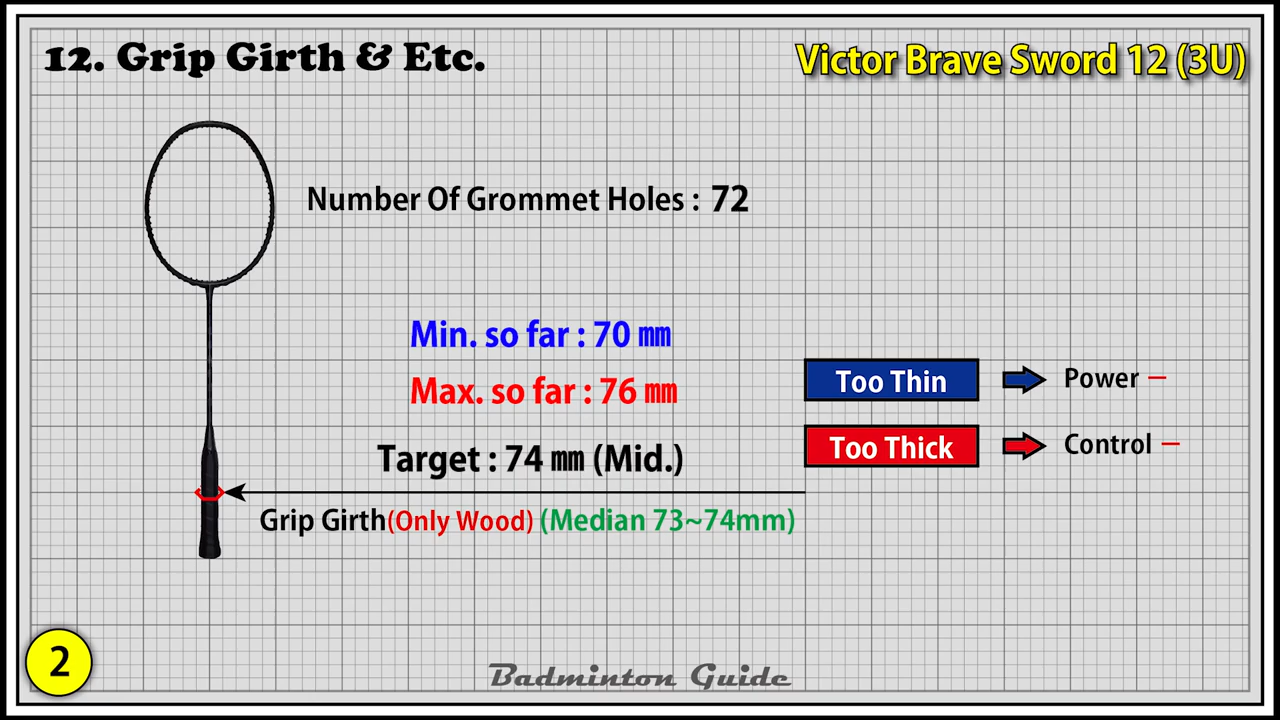 12. Grip Girth & Etc.
Victor Brave Sword 12 (3U)
Number Of Grommet Holes : 72
Min. so far : 70 ㎜
Max. so far : 76 ㎜
Target : 74 ㎜ (Mid.)
Too Thin
Power −
Too Thick
Control −
Grip Girth(Only Wood) (Median 73~74mm)
2
Badminton Guide